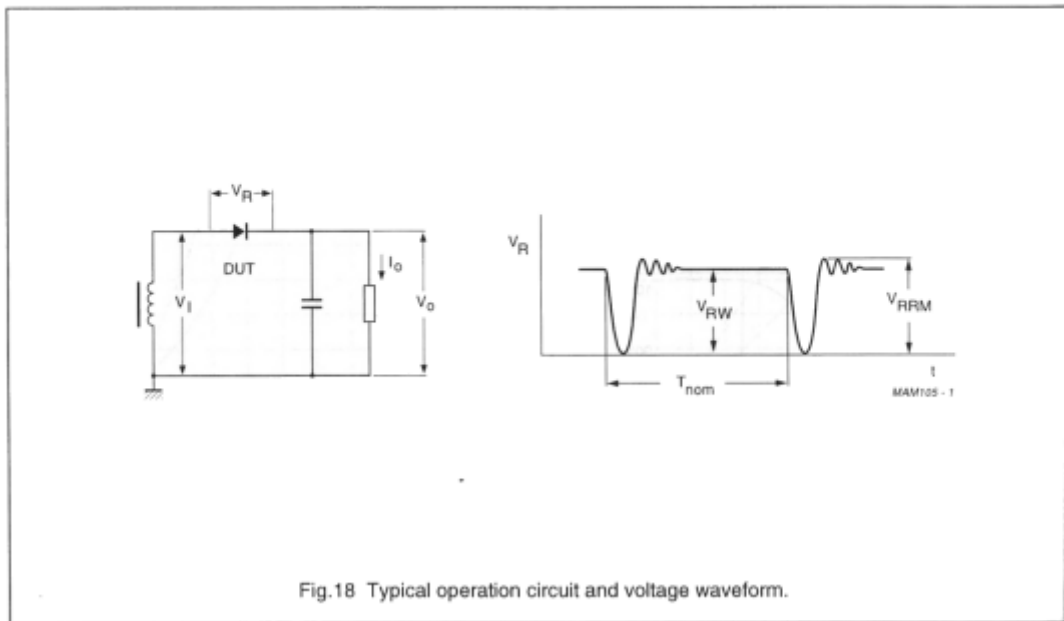 V_R
DUT
V_I
I_o
V_o
V_R
V_RW
V_RRM
T_nom
t
MAM105 - 1
Fig.18 Typical operation circuit and voltage waveform.